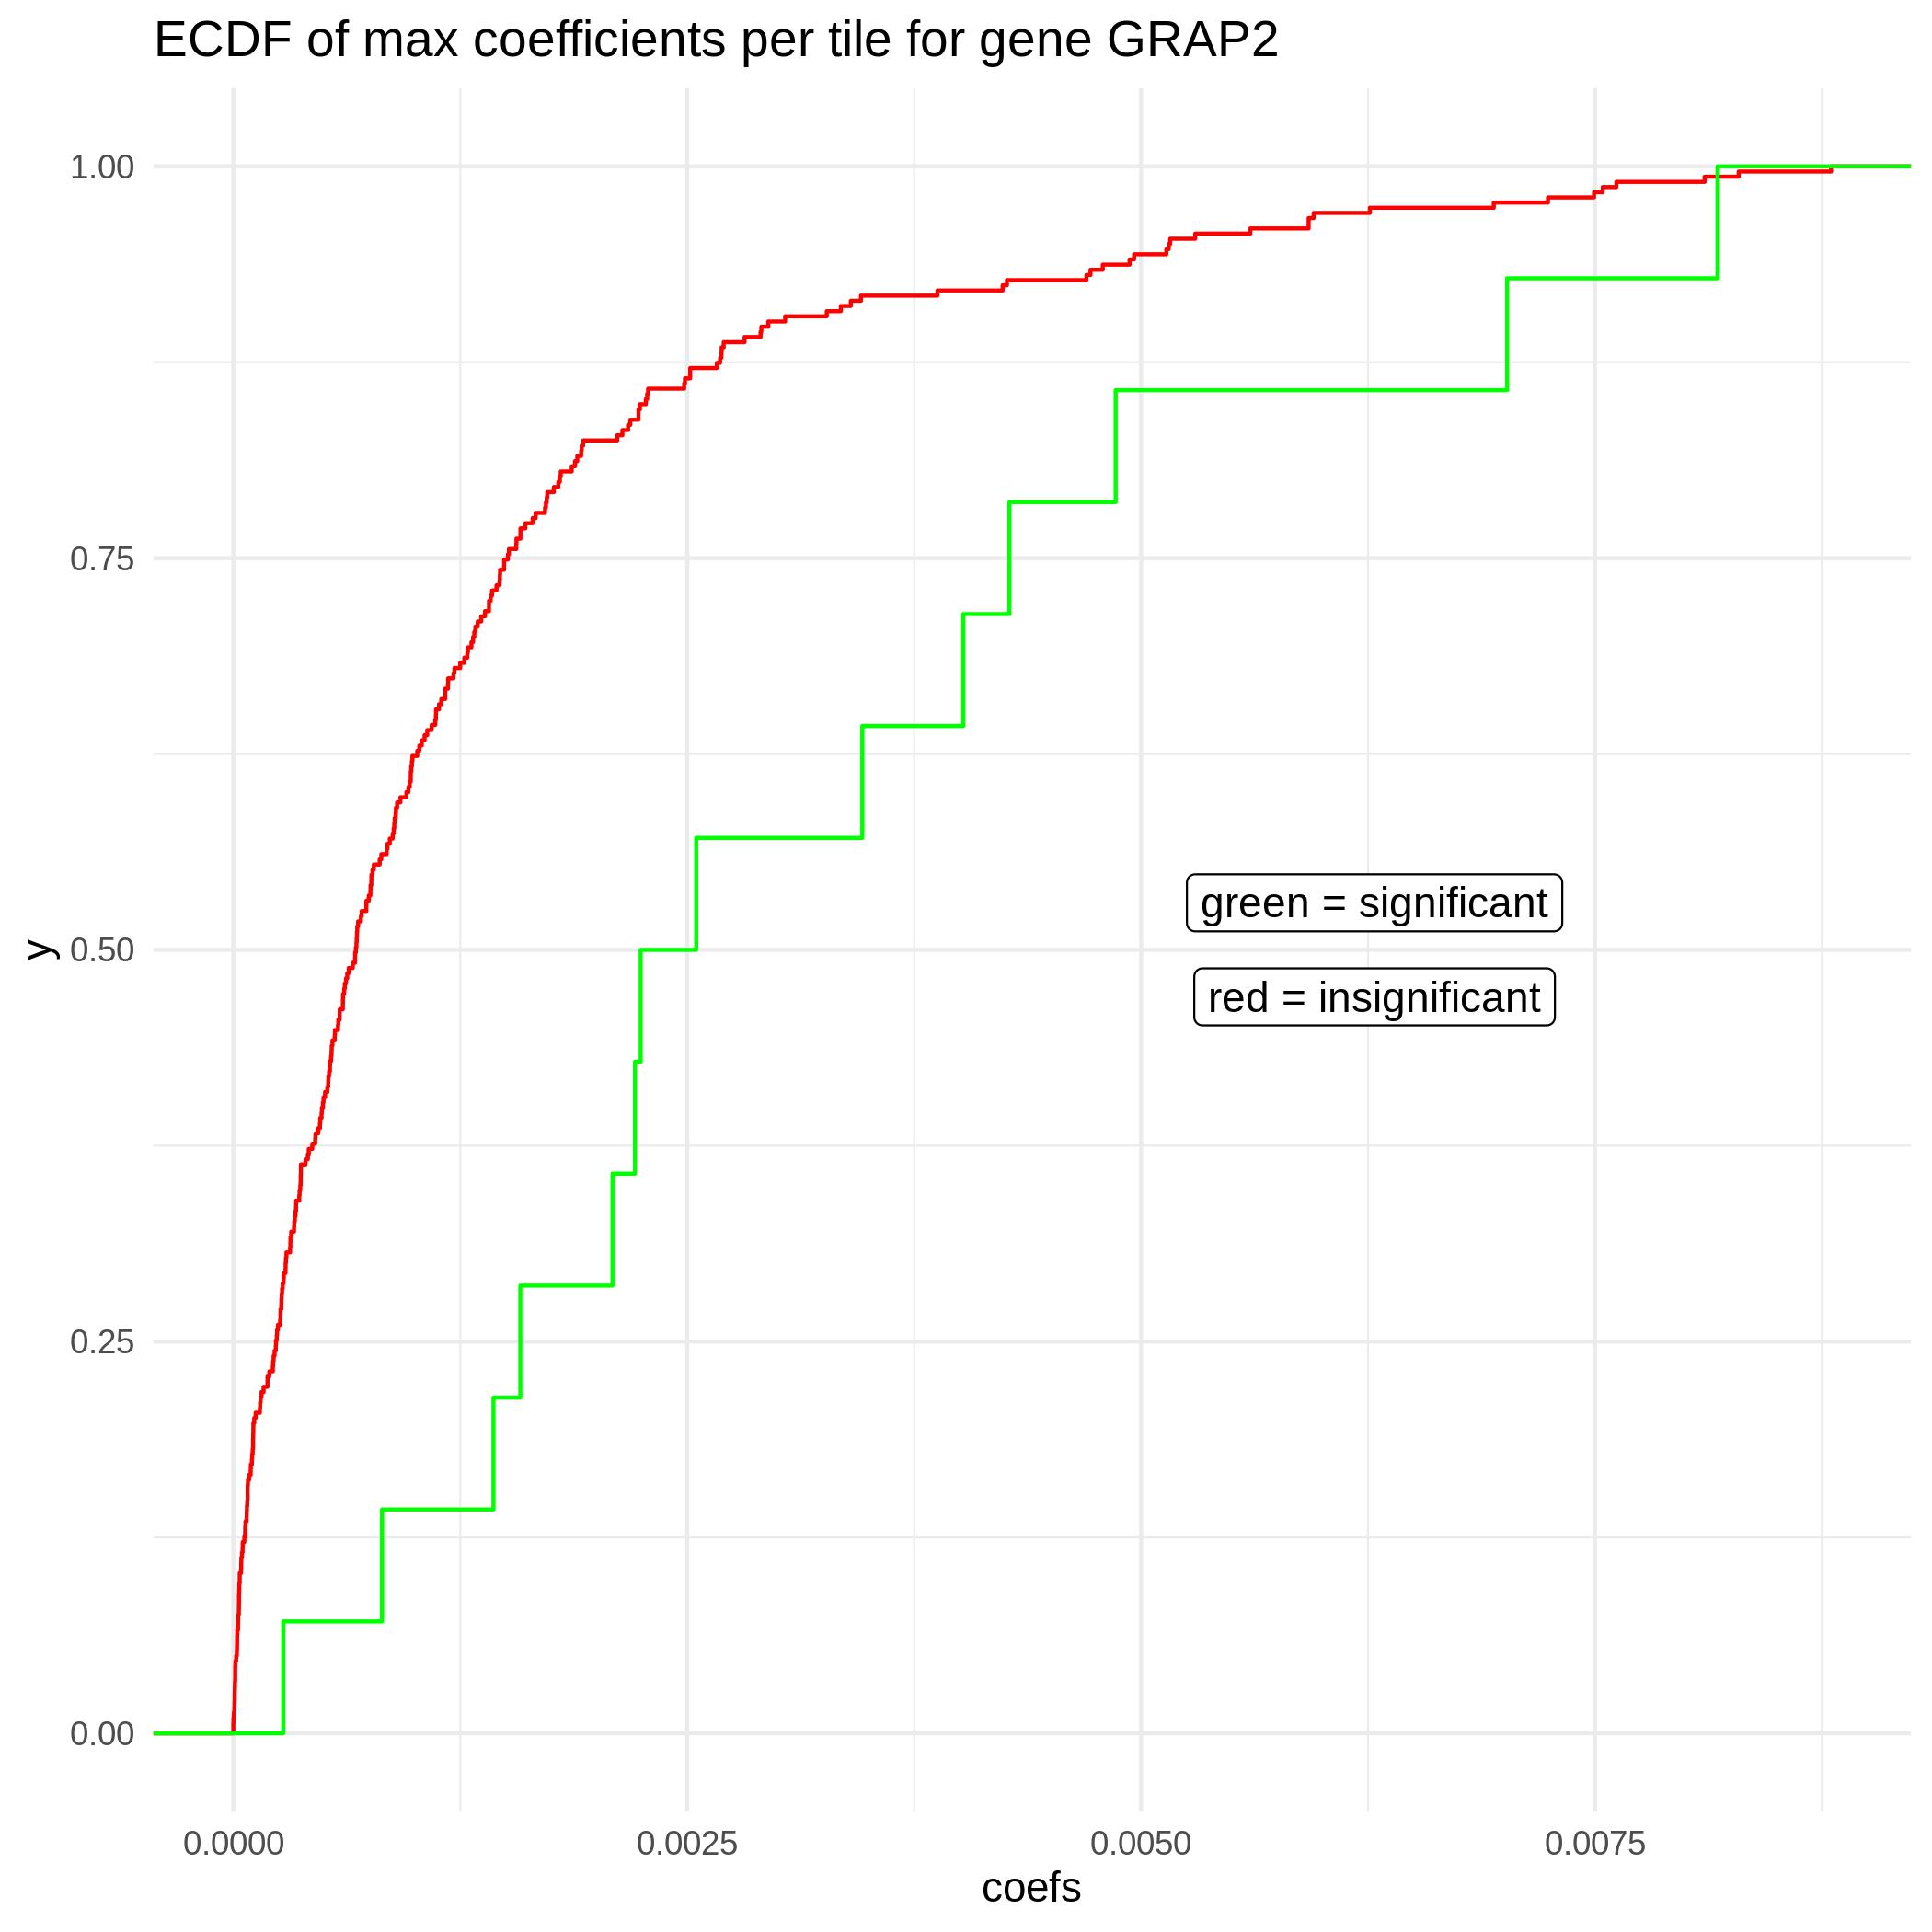 ECDF of max coefficients per tile for gene GRAP2
1.00
0.75
0.50
0.25
0.00
y
green = significant
red = insignificant
0.0000 0.0025 0.0050 0.0075
coefs